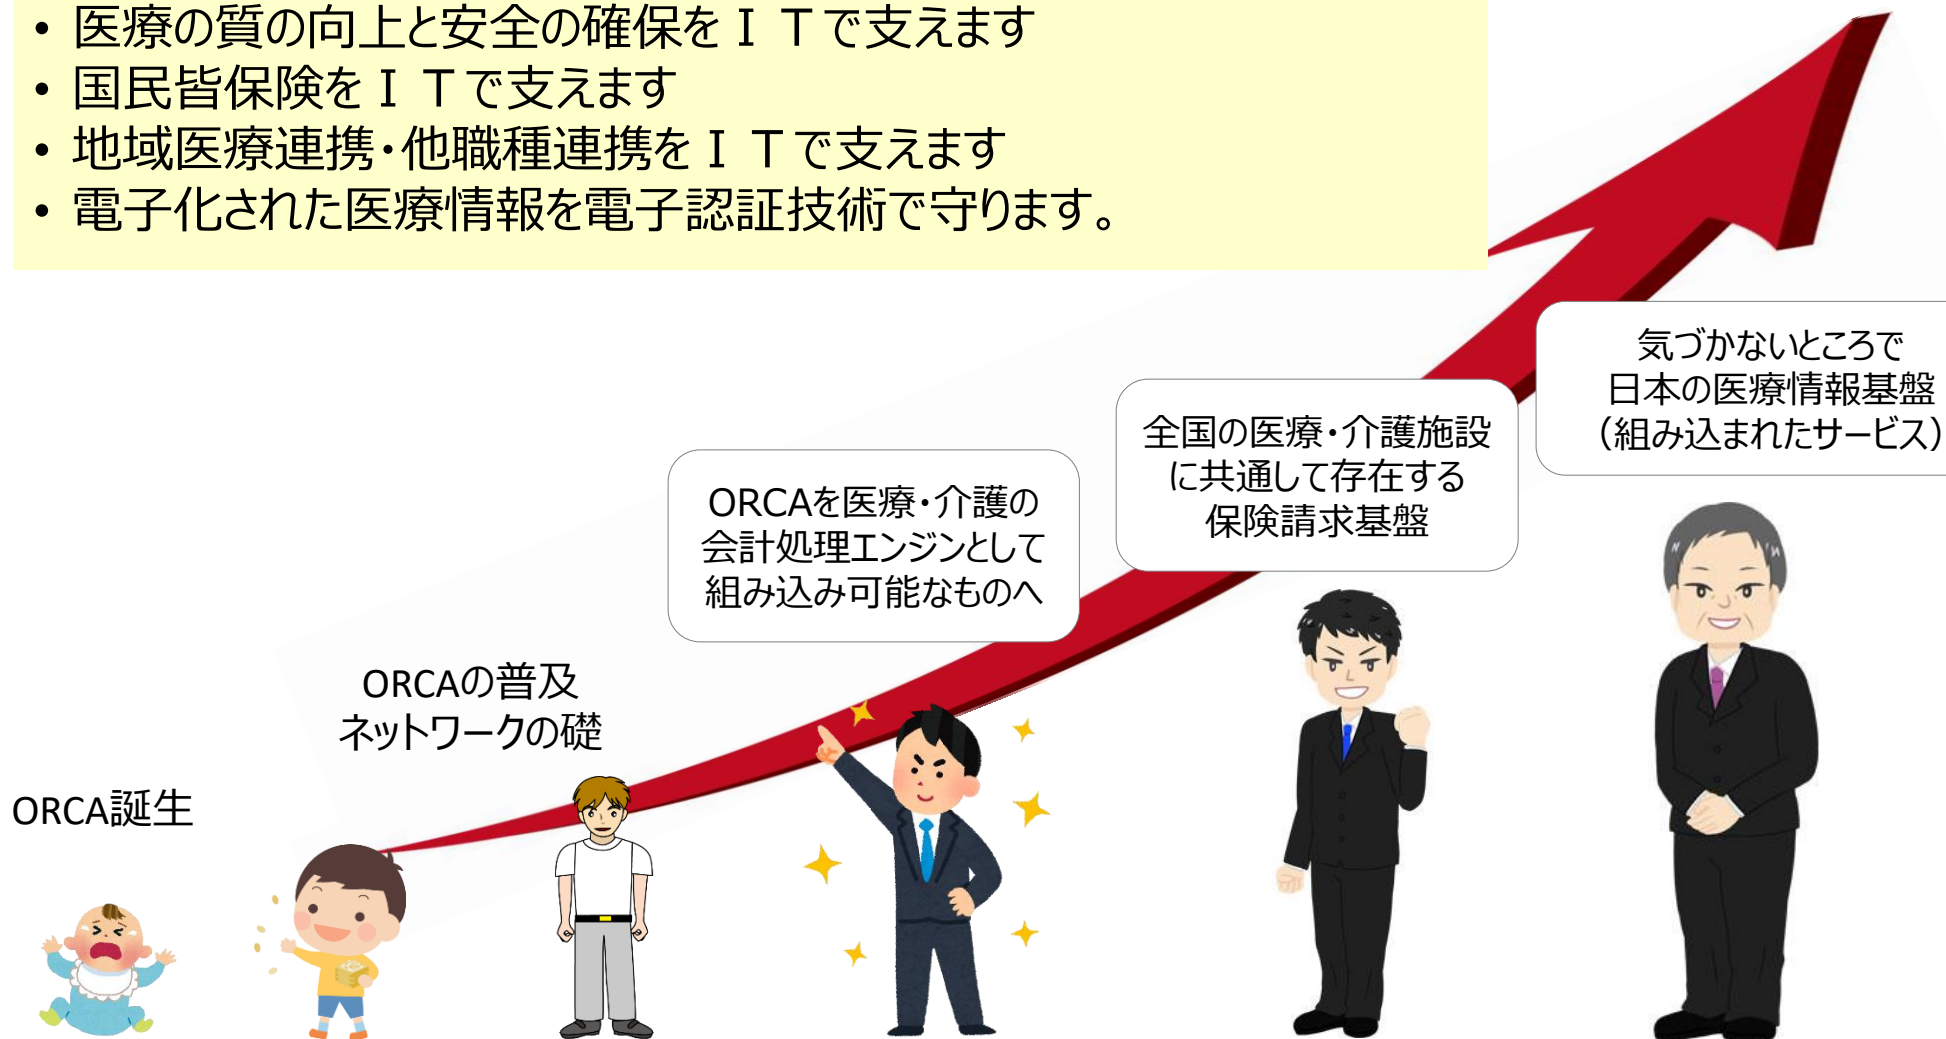 • 医療の質の向上と安全の確保をＩＴで支えます
• 国民皆保険をＩＴで支えます
• 地域医療連携・他職種連携をＩＴで支えます
• 電子化された医療情報を電子認証技術で守ります。
気づかないところで
日本の医療情報基盤
（組み込まれたサービス）
全国の医療・介護施設
に共通して存在する
保険請求基盤
ORCAを医療・介護の
会計処理エンジンとして
組み込み可能なものへ
ORCAの普及
ネットワークの礎
ORCA誕生